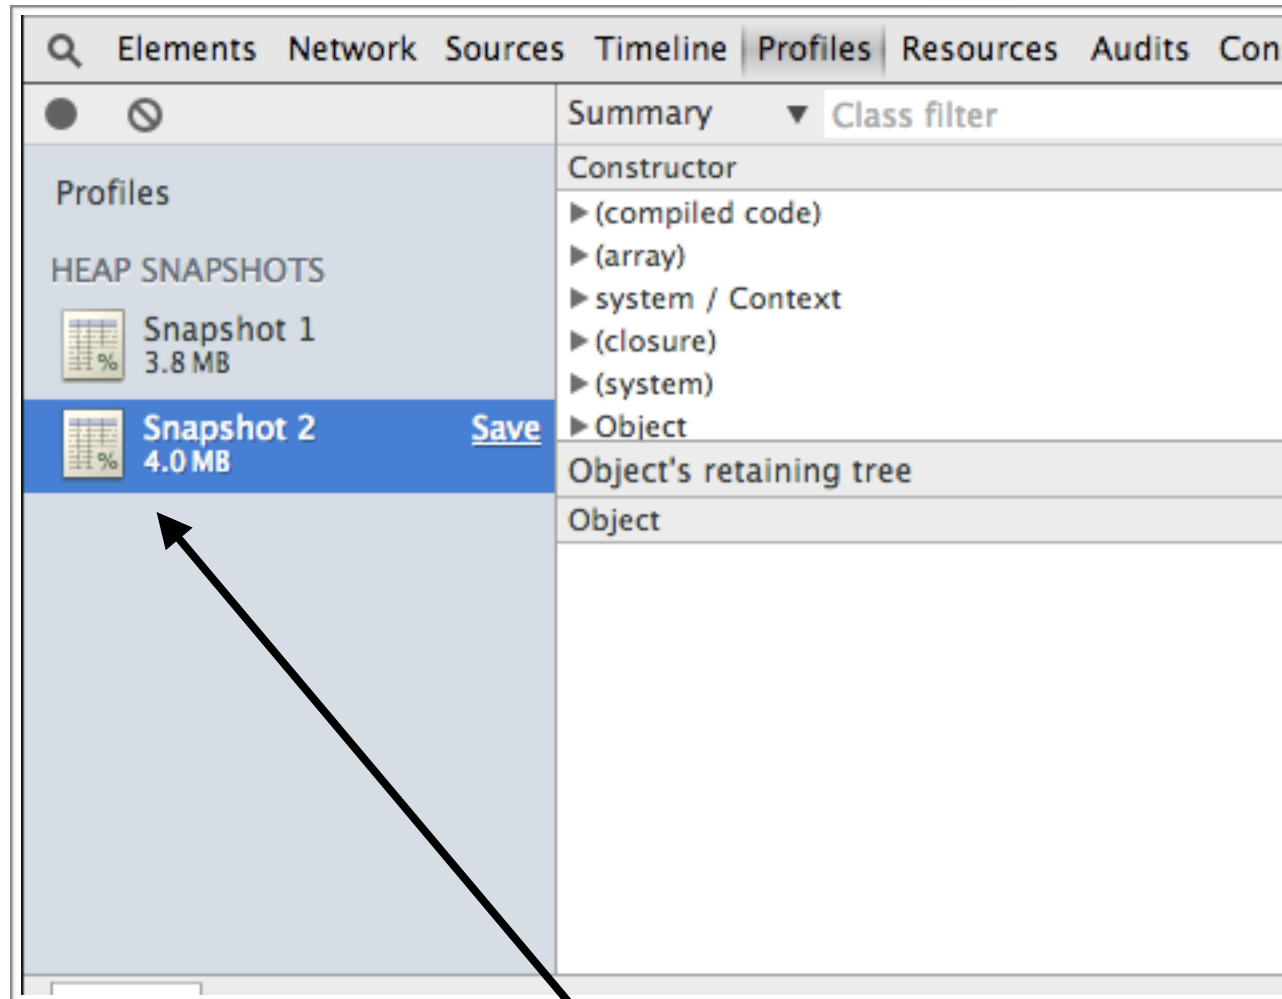 Elements Network Sources Timeline Profiles Resources Audits Con
Summary ▼ Class filter
Constructor
Profiles
(compiled code)
(array)
HEAP SNAPSHOTS
system / Context
Snapshot 1
(closure)
3.8 MB
(system)
Snapshot 2 Save
Object
4.0 MB
Object's retaining tree
Object